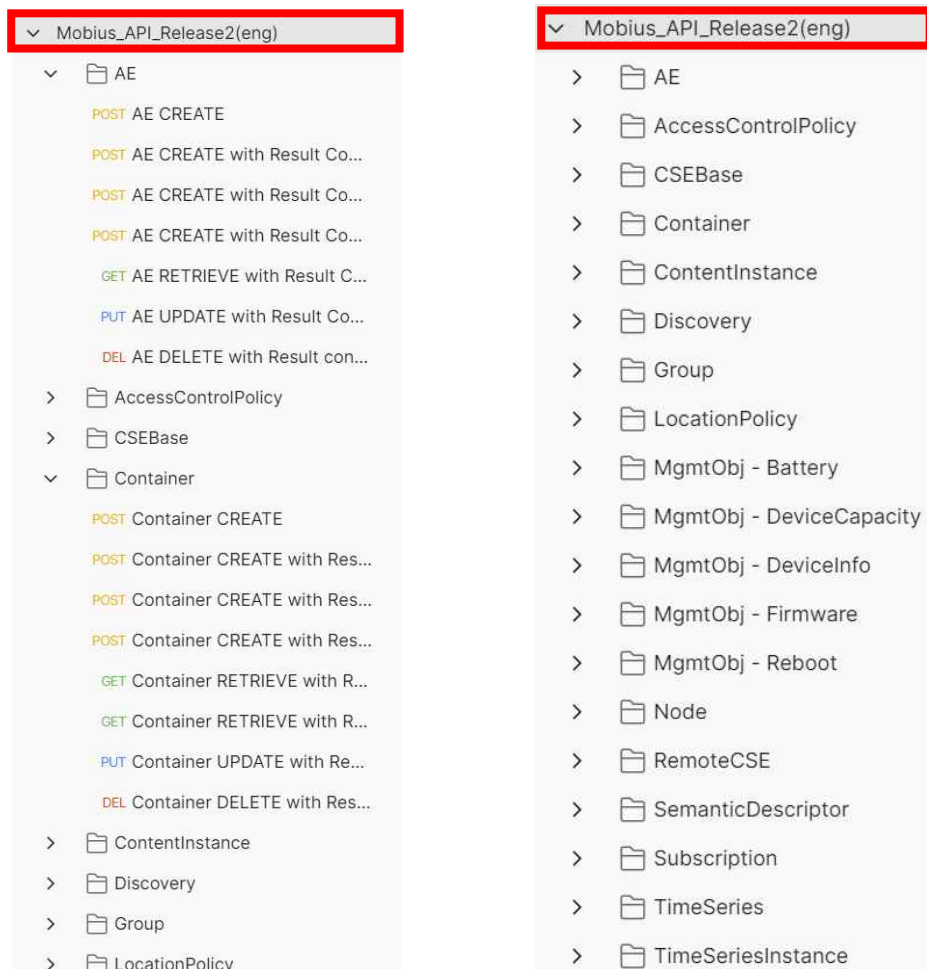 Mobius_API_Release2(eng)
AE
POST AE CREATE
POST AE CREATE with Result Co...
POST AE CREATE with Result Co...
POST AE CREATE with Result Co...
GET AE RETRIEVE with Result C...
PUT AE UPDATE with Result Co...
DEL AE DELETE with Result con...
AccessControlPolicy
CSEBase
Container
POST Container CREATE
POST Container CREATE with Res...
POST Container CREATE with Res...
POST Container CREATE with Res...
GET Container RETRIEVE with R...
GET Container RETRIEVE with R...
PUT Container UPDATE with Re...
DEL Container DELETE with Res...
ContentInstance
Discovery
Group
LocationPolicy
Mobius_API_Release2(eng)
AE
AccessControlPolicy
CSEBase
Container
ContentInstance
Discovery
Group
LocationPolicy
MgmtObj - Battery
MgmtObj - DeviceCapacity
MgmtObj - DeviceInfo
MgmtObj - Firmware
MgmtObj - Reboot
Node
RemoteCSE
SemanticDescriptor
Subscription
TimeSeries
TimeSeriesInstance